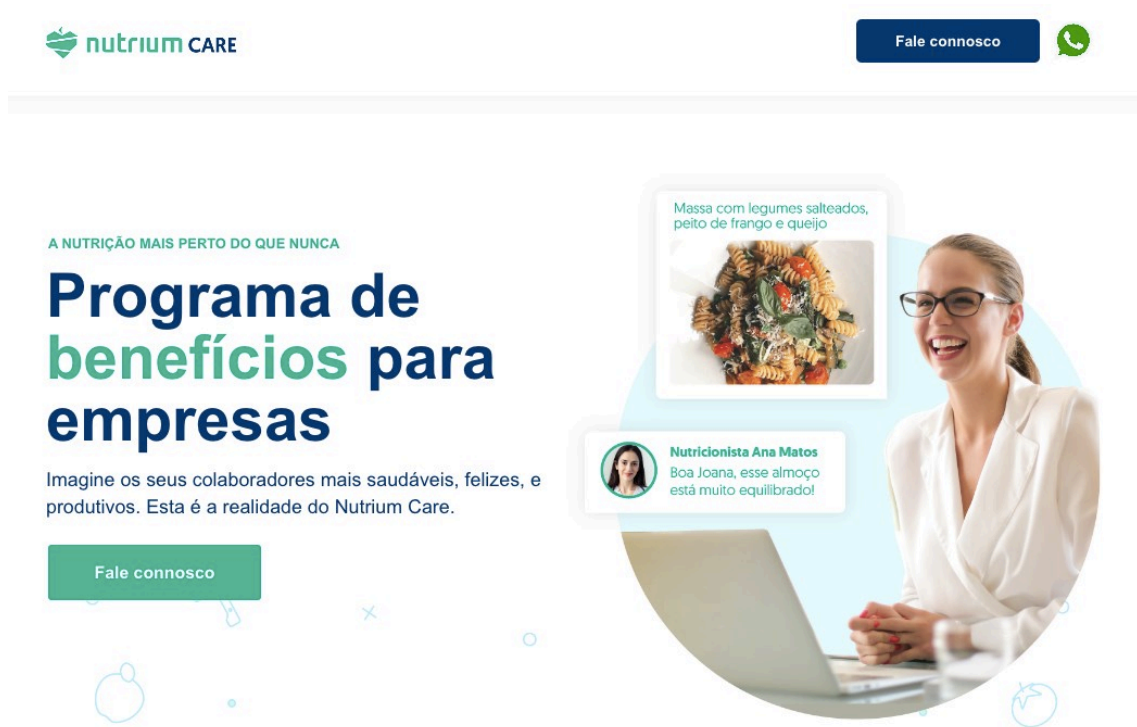 nutrium CARE
Fale connosco
A NUTRIÇÃO MAIS PERTO DO QUE NUNCA
Programa de
benefícios para
empresas
Imagine os seus colaboradores mais saudáveis, felizes, e
produtivos. Esta é a realidade do Nutrium Care.
Fale connosco
Massa com legumes salteados,
peito de frango e queijo
Nutricionista Ana Matos
Boa Joana, esse almoço
está muito equilibrado!